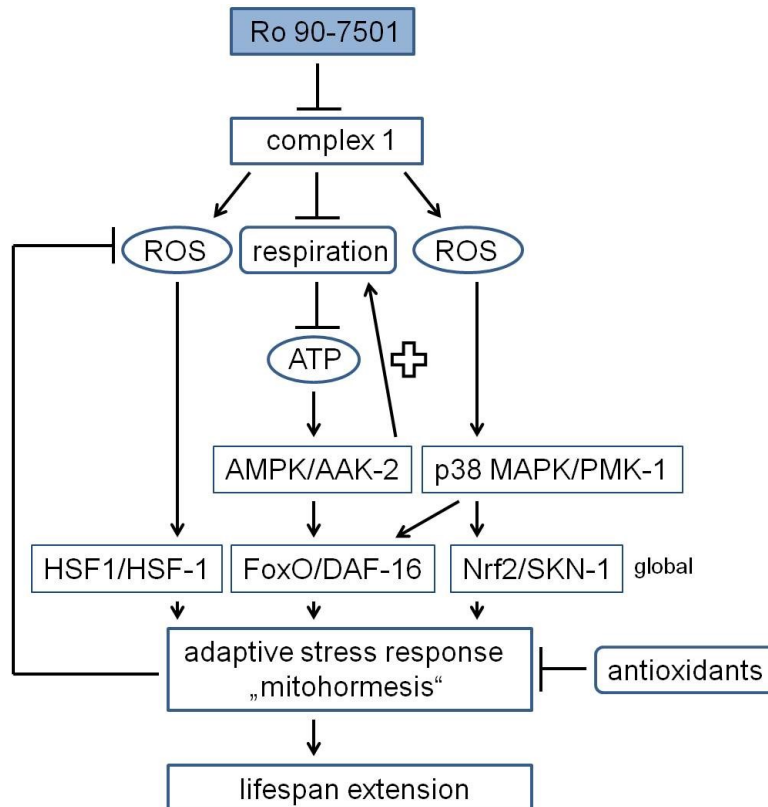 Ro 90-7501
complex 1
ROS
respiration
ROS
ATP
AMPK/AAK-2
p38 MAPK/PMK-1
HSF1/HSF-1
FoxO/DAF-16
Nrf2/SKN-1
global
adaptive stress response
„mitohormesis“
antioxidants
lifespan extension